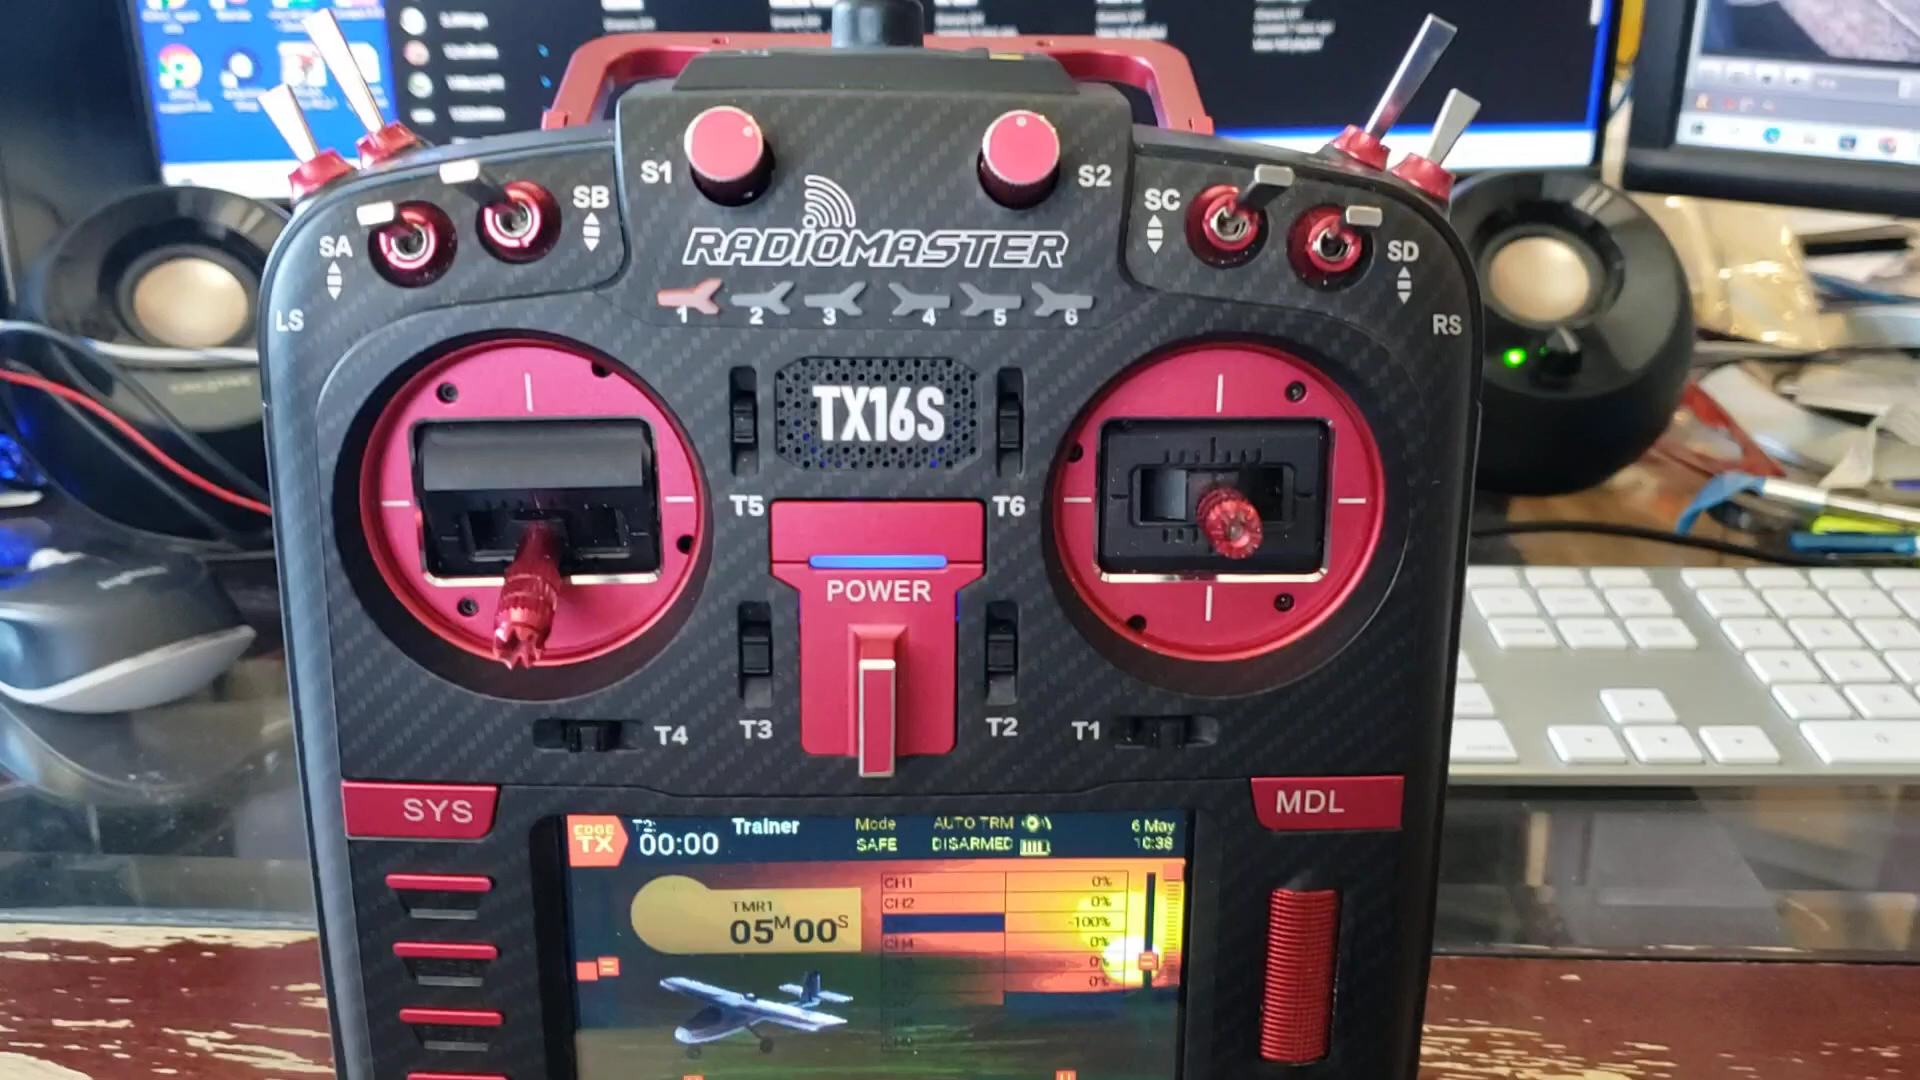 S1
S2
SB
SC
SA
SD
LS
RS
RADIOMASTER
1 2 3 4 5 6
TX16S
T5
T6
POWER
T4
T3
T2
T1
SYS
MDL
EDGE
TX
T2:
00:00
Trainer
Mode
SAFE
AUTO TRM
DISARMED
6 May
10:38
TMR1
05M00S
CH1 0%
CH2 0%
-100%
CH4 0%
0%
0%